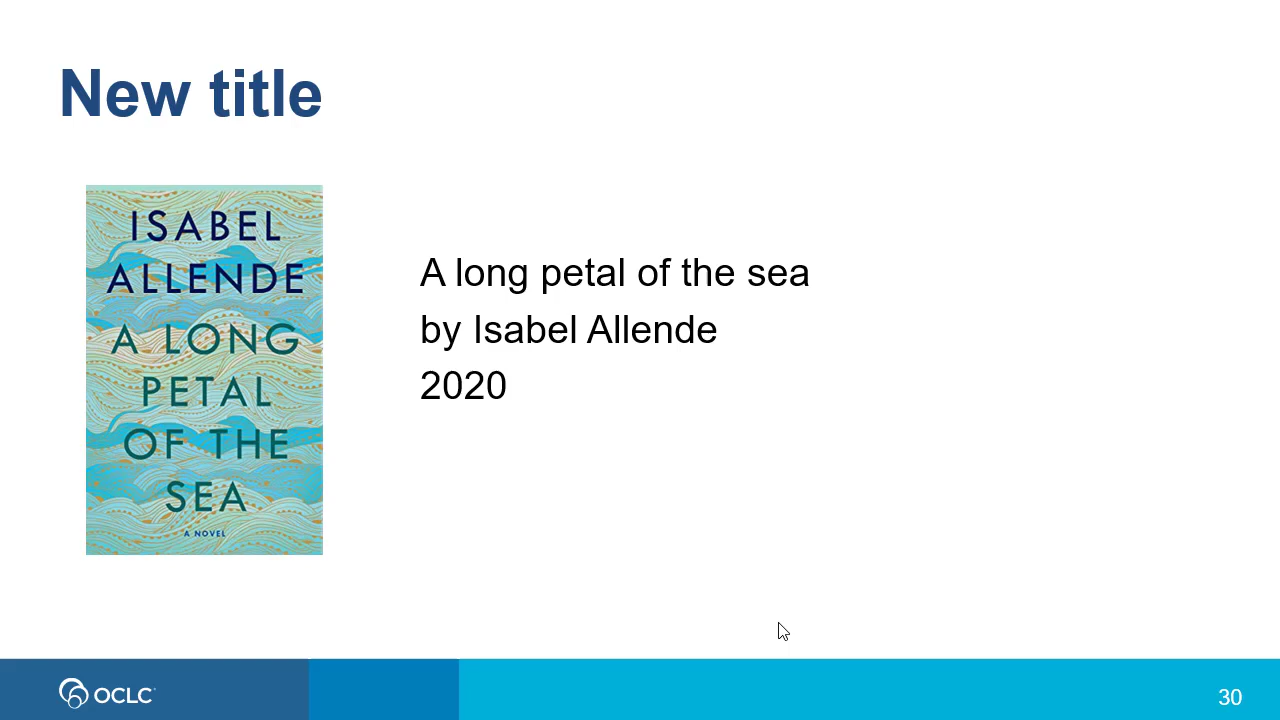 New title
ISABEL
ALLENDE
A LONG
PETAL
OF THE
SEA
A NOVEL
A long petal of the sea
by Isabel Allende
2020
OCLC
30